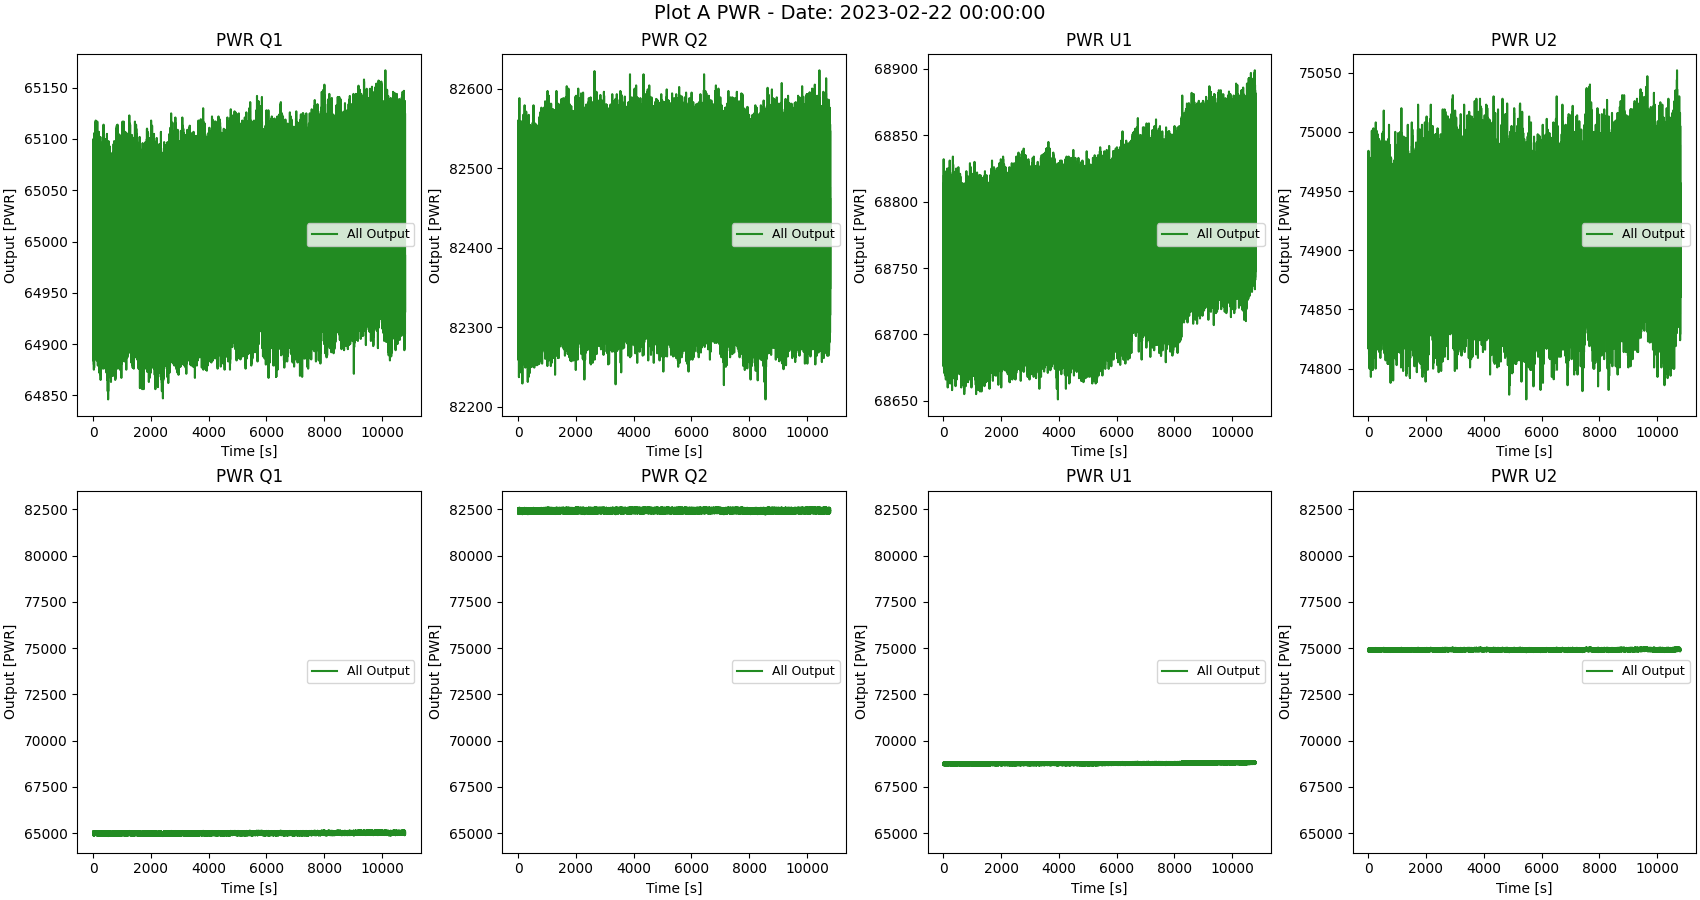 Plot A PWR - Date: 2023-02-22 00:00:00
PWR Q1
65150
65100
65050
65000
64950
64900
64850
Output [PWR]
All Output
0 2000 4000 6000 8000 10000
Time [s]
PWR Q2
82600
82500
82400
82300
82200
Output [PWR]
All Output
0 2000 4000 6000 8000 10000
Time [s]
PWR U1
68900
68850
68800
68750
68700
68650
Output [PWR]
All Output
0 2000 4000 6000 8000 10000
Time [s]
PWR U2
75050
75000
74950
74900
74850
74800
Output [PWR]
All Output
0 2000 4000 6000 8000 10000
Time [s]
PWR Q1
82500
80000
77500
75000
72500
70000
67500
65000
Output [PWR]
All Output
0 2000 4000 6000 8000 10000
Time [s]
PWR Q2
82500
80000
77500
75000
72500
70000
67500
65000
Output [PWR]
All Output
0 2000 4000 6000 8000 10000
Time [s]
PWR U1
82500
80000
77500
75000
72500
70000
67500
65000
Output [PWR]
All Output
0 2000 4000 6000 8000 10000
Time [s]
PWR U2
82500
80000
77500
75000
72500
70000
67500
65000
Output [PWR]
All Output
0 2000 4000 6000 8000 10000
Time [s]